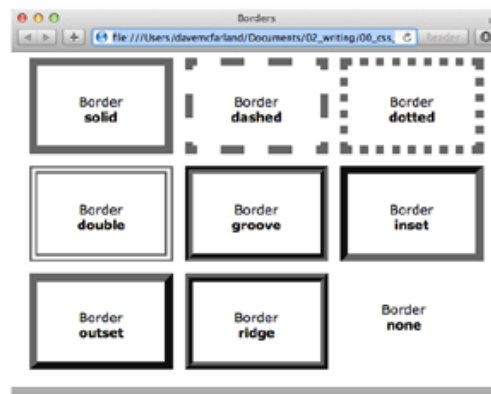 Borders
file:///Users/davemcfarland/Documents/02_writing/00_css_
Reader
Border
solid
Border
dashed
Border
dotted
Border
double
Border
groove
Border
inset
Border
outset
Border
ridge
Border
none